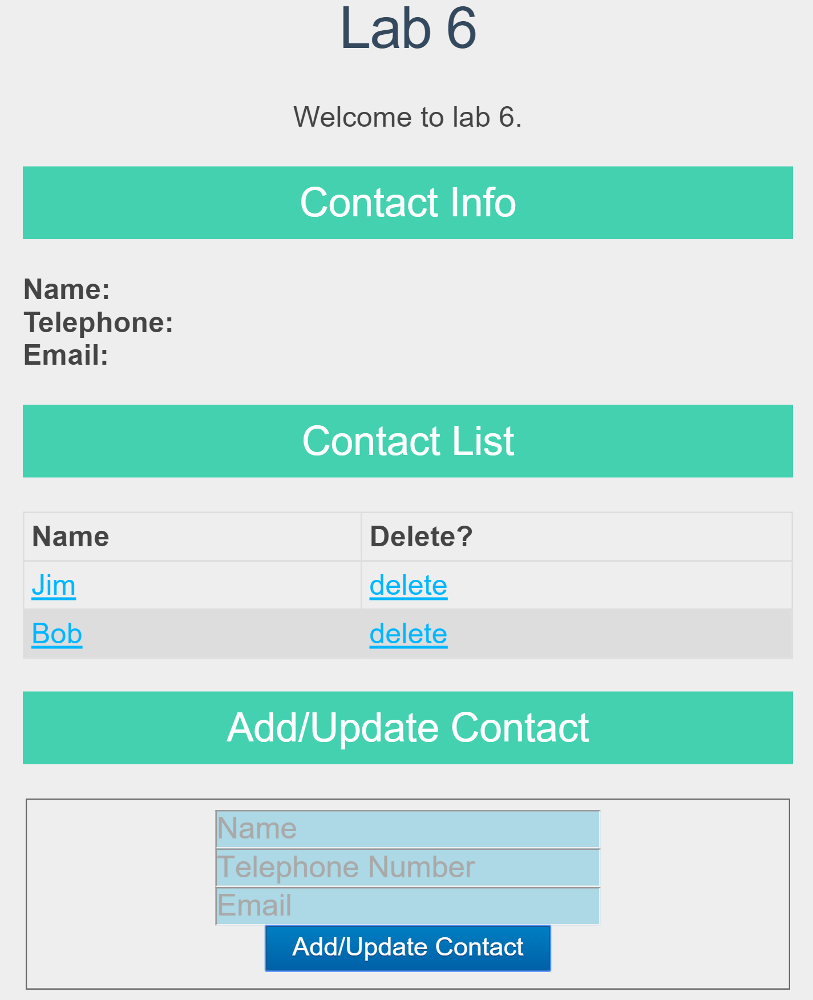 Lab 6
Welcome to lab 6.
Contact Info
Name:
Telephone:
Email:
Contact List
Name Delete?
Jim delete
Bob delete
Add/Update Contact
Name
Telephone Number
Email
Add/Update Contact